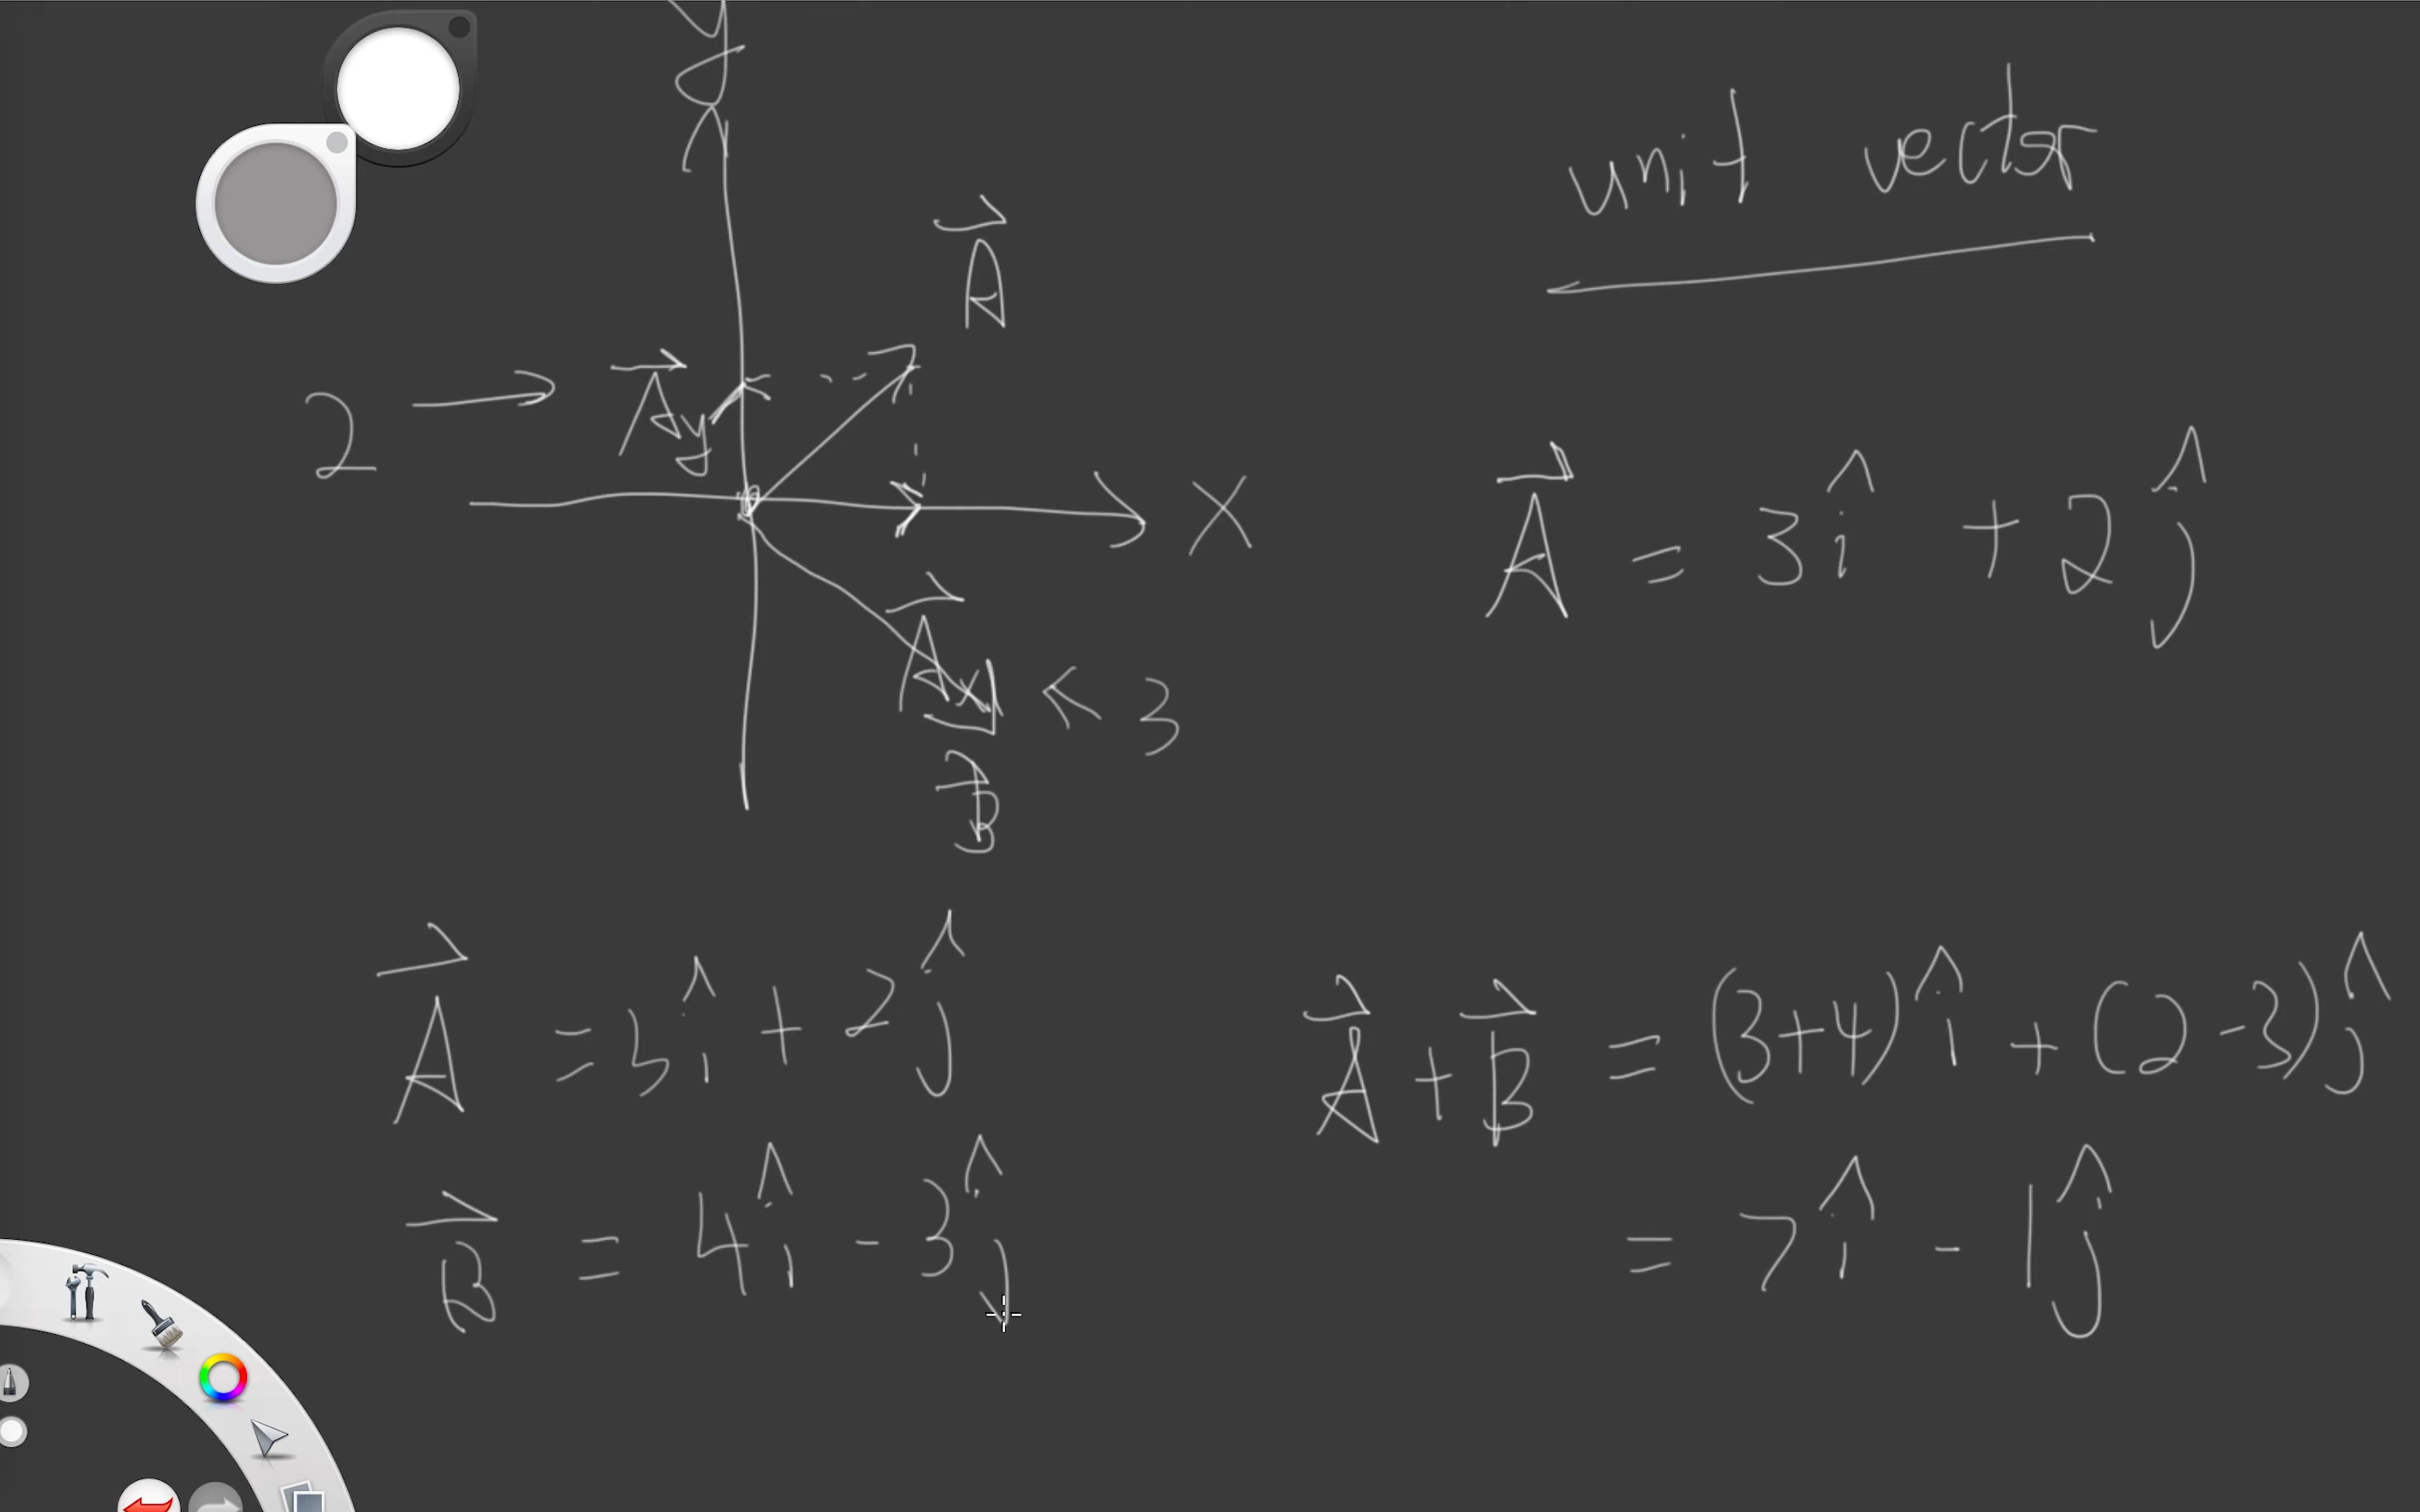 y
unit vector
A⃗
2 → A⃗y
x
A⃗ = 3î + 2ĵ
A⃗x ← 3
B⃗
A⃗ = 3î + 2ĵ
A⃗ + B⃗ = (3+4)î + (2-3)ĵ
B⃗ = 4î - 3ĵ
= 7î - 1ĵ